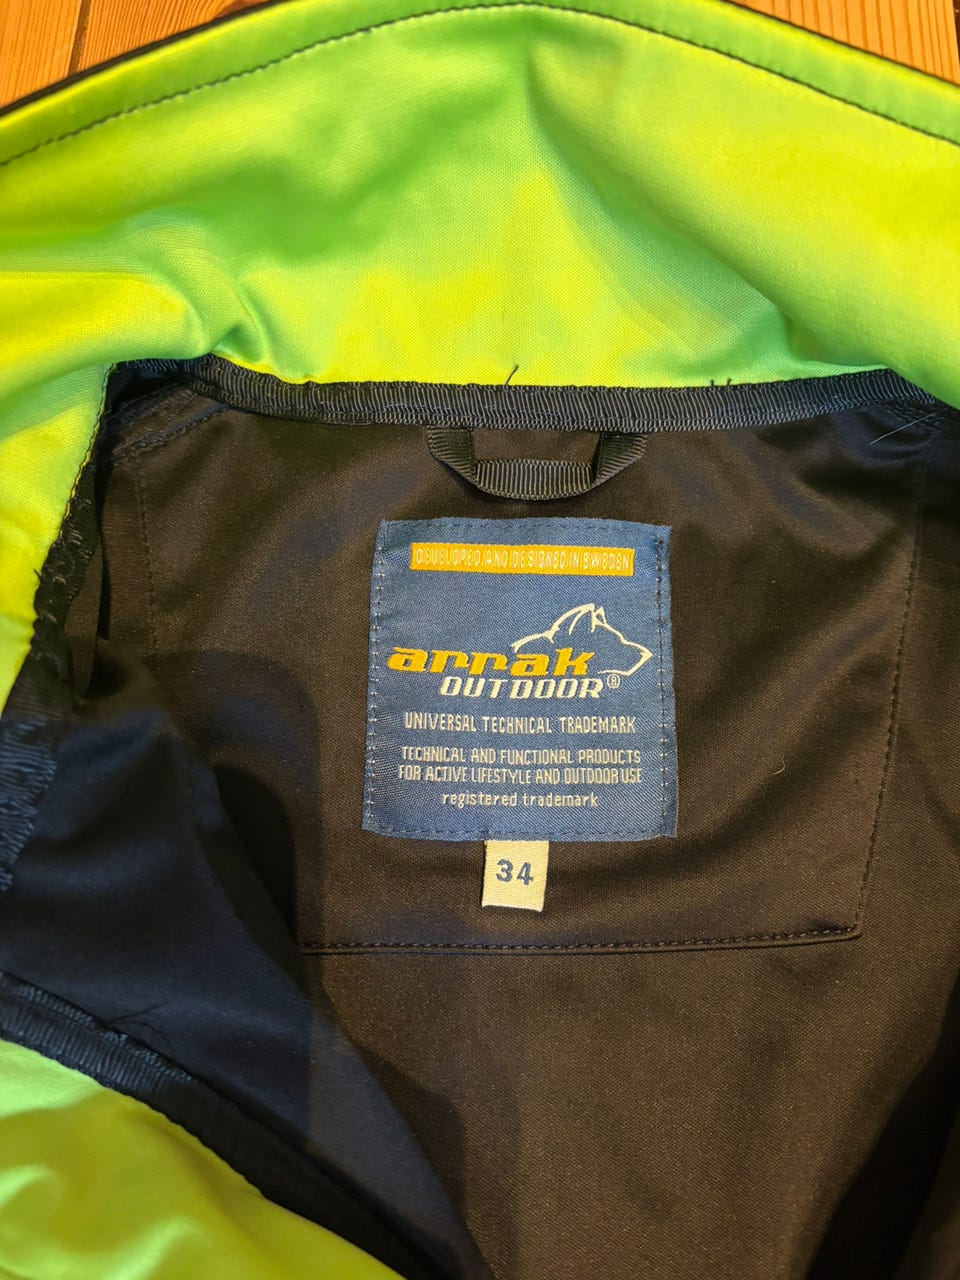 DEVELOPED AND DESIGNED IN SWEDEN
arrak
OUTDOOR®
UNIVERSAL TECHNICAL TRADEMARK
TECHNICAL AND FUNCTIONAL PRODUCTS
FOR ACTIVE LIFESTYLE AND OUTDOOR USE
registered trademark
34